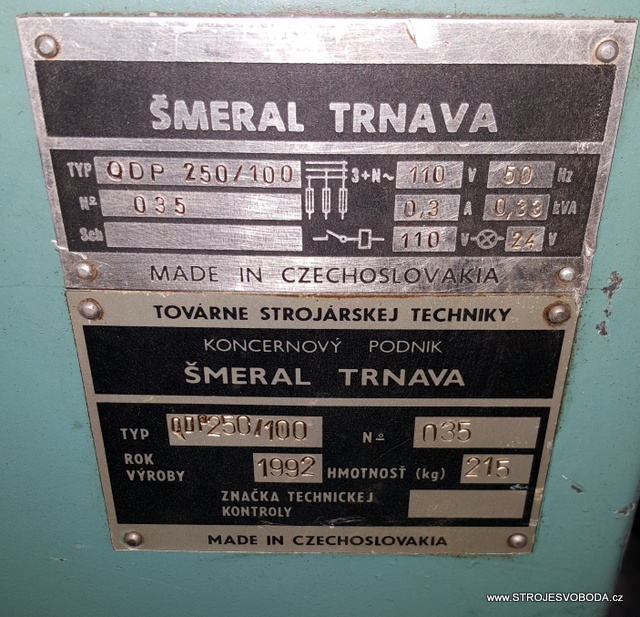 ŠMERAL TRNAVA
TYP QDP 250/100 3+N~ 110 V 50 Hz
Nº 035 0,3 A 0,33 kVA
Sch 110 V 24 V
MADE IN CZECHOSLOVAKIA
TOVÁRNE STROJÁRSKEJ TECHNIKY
KONCERNOVÝ PODNIK
ŠMERAL TRNAVA
TYP QDP250/100 Nº 035
ROK VÝROBY 1992 HMOTNOSŤ (kg) 215
ZNAČKA TECHNICKEJ
KONTROLY
MADE IN CZECHOSLOVAKIA
www.STROJESVOBODA.cz